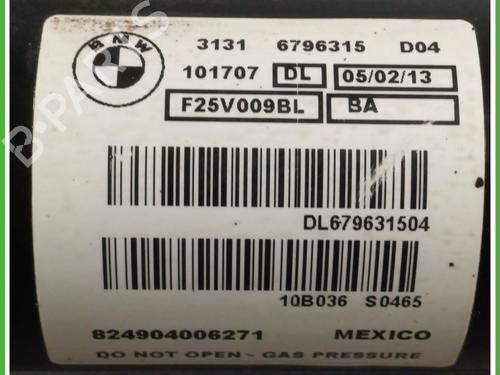 BMW
3131 6796315 D04
101707 DL 05/02/13
F25V009BL BA
DL679631504
10B036 S0465
824904006271 MEXICO
DO NOT OPEN - GAS PRESSURE
B-PARTS